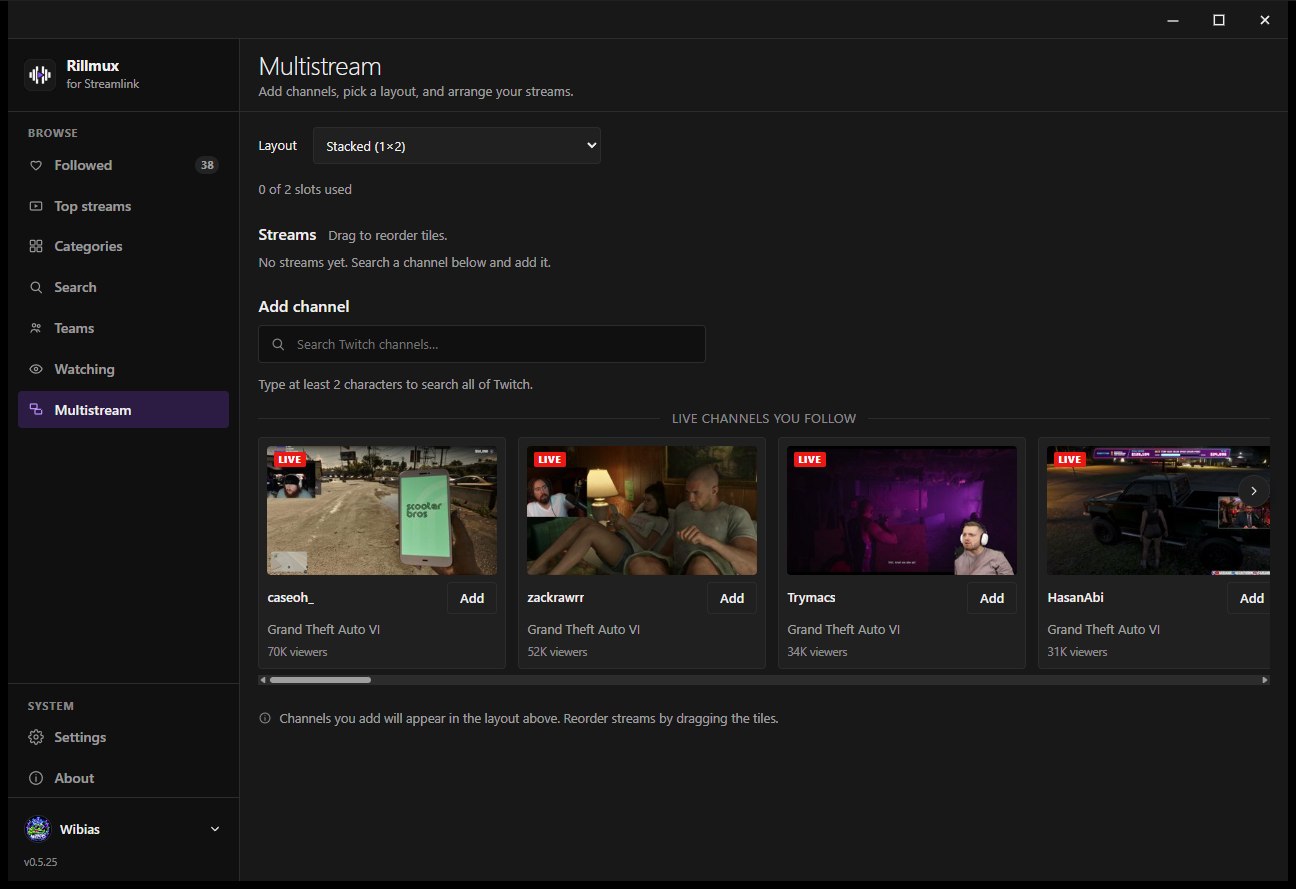 Rillmux
for Streamlink
BROWSE
Followed 38
Top streams
Categories
Search
Teams
Watching
Multistream
SYSTEM
Settings
About
Wibias
v0.5.25
Multistream
Add channels, pick a layout, and arrange your streams.
Layout Stacked (1×2)
0 of 2 slots used
Streams Drag to reorder tiles.
No streams yet. Search a channel below and add it.
Add channel
Search Twitch channels...
Type at least 2 characters to search all of Twitch.
LIVE CHANNELS YOU FOLLOW
LIVE
scooter
bros
caseoh_ Add
Grand Theft Auto VI
70K viewers
LIVE
zackrawrr Add
Grand Theft Auto VI
52K viewers
LIVE
Trymacs Add
Grand Theft Auto VI
34K viewers
LIVE
HasanAbi Add
Grand Theft Auto VI
31K viewers
Channels you add will appear in the layout above. Reorder streams by dragging the tiles.